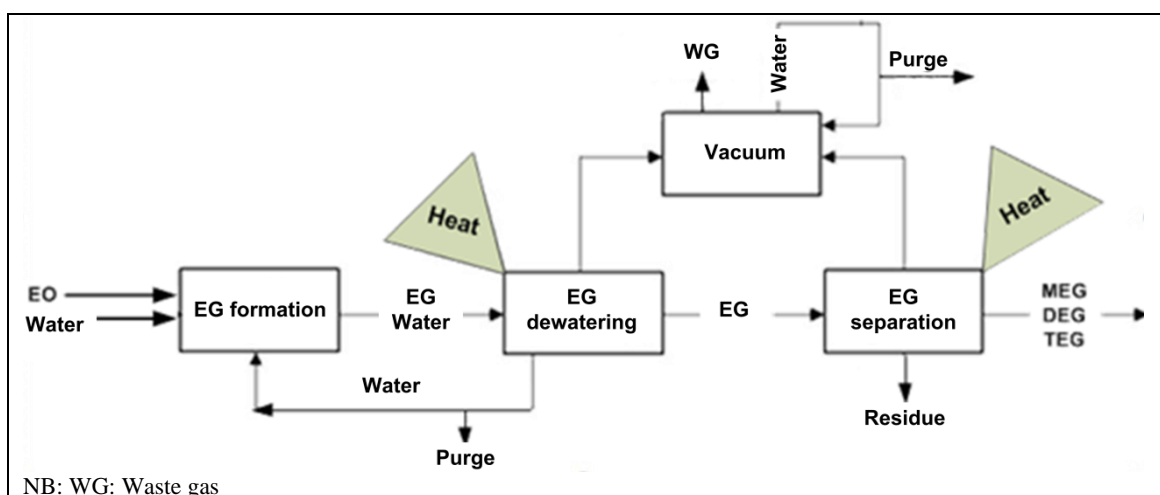 WG
Water
Purge
Vacuum
Heat
Heat
EO
Water
EG formation
EG
Water
EG
dewatering
EG
EG
separation
MEG
DEG
TEG
Water
Purge
Residue
NB: WG: Waste gas